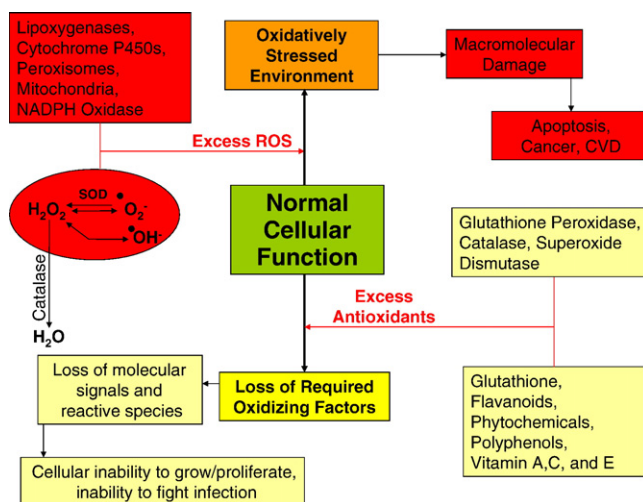 Lipoxygenases,
Cytochrome P450s,
Peroxisomes,
Mitochondria,
NADPH Oxidase
Oxidatively
Stressed
Environment
Macromolecular
Damage
Apoptosis,
Cancer, CVD
Excess ROS
SOD
H₂O₂
•O₂⁻
•OH⁻
Catalase
H₂O
Normal
Cellular
Function
Glutathione Peroxidase,
Catalase, Superoxide
Dismutase
Excess
Antioxidants
Loss of molecular
signals and
reactive species
Loss of Required
Oxidizing Factors
Glutathione,
Flavanoids,
Phytochemicals,
Polyphenols,
Vitamin A,C, and E
Cellular inability to grow/proliferate,
inability to fight infection